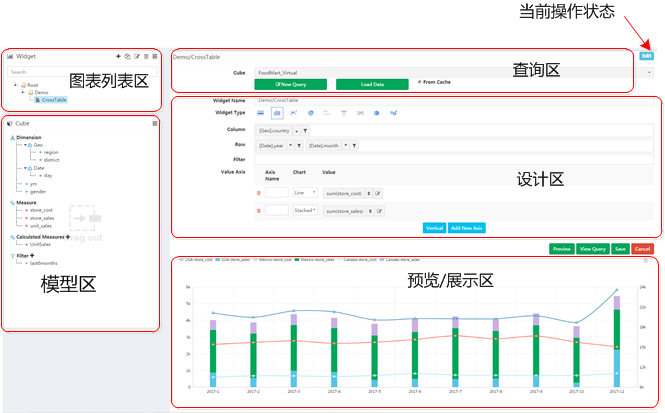 当前操作状态
Widget
Search
Root
Demo
CrossTable
图表列表区
Demo/CrossTable
Edit
Cube
FoodMart_Virtual
New Query
Load Data
From Cache
查询区
Cube
Dimension
Geo
region
district
Date
day
ym
gender
Measure
store_cost
store_sales
unit_sales
Calculated Measures
UnitSales
Filter
last6months
Drag out
模型区
Widget Name
Demo/CrossTable
Widget Type
Column
[Geo].country
Row
[Date].year
[Date].month
Filter
Value Axis
Axis Name
Chart
Value
Line
sum(store_cost)
Stacked
sum(store_sales)
Vertical
Add New Axis
设计区
Preview
View Query
Save
Cancel
USA-store_cost
USA-store_sales
Mexico-store_cost
Mexico-store_sales
Canada-store_cost
Canada-store_sales
预览/展示区
6k
5k
4k
3k
2k
1k
0
24k
21k
18k
15k
12k
9k
2017-1
2017-2
2017-3
2017-4
2017-5
2017-6
2017-7
2017-8
2017-9
2017-10
2017-11